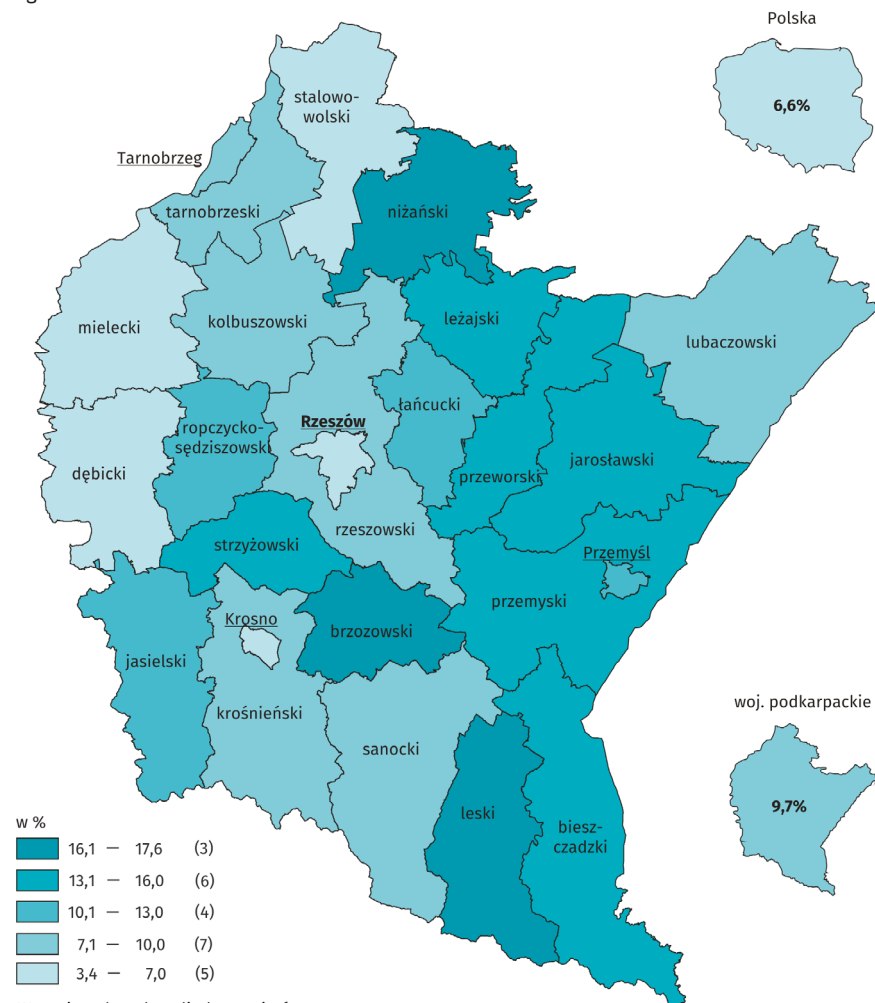 Polska
6,6%
stalowo-
wolski
Tarnobrzeg
tarnobrzeski
niżański
mielecki
kolbuszowski
leżajski
lubaczowski
łańcucki
Rzeszów
ropczycko-
sędziszowski
dębicki
przeworski
jarosławski
rzeszowski
strzyżowski
Przemyśl
przemyski
Krosno
brzozowski
jasielski
krośnieński
sanocki
leski
biesz-
czadzki
woj. podkarpackie
9,7%
w %
16,1 — 17,6 (3)
13,1 — 16,0 (6)
10,1 — 13,0 (4)
7,1 — 10,0 (7)
3,4 — 7,0 (5)